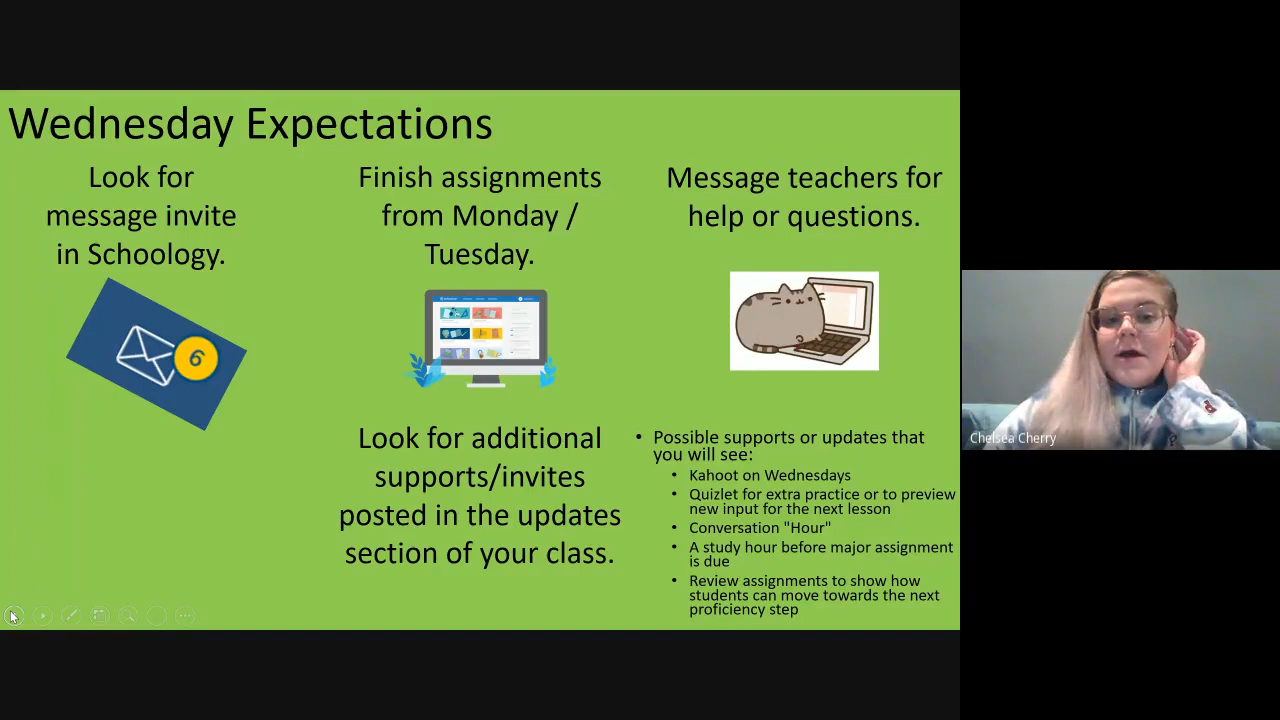 Wednesday Expectations
Look for
message invite
in Schoology.
6
Finish assignments
from Monday /
Tuesday.
Message teachers for
help or questions.
Look for additional
supports/invites
posted in the updates
section of your class.
• Possible supports or updates that
you will see:
• Kahoot on Wednesdays
• Quizlet for extra practice or to preview
new input for the next lesson
• Conversation "Hour"
• A study hour before major assignment
is due
• Review assignments to show how
students can move towards the next
proficiency step
Chelsea Cherry